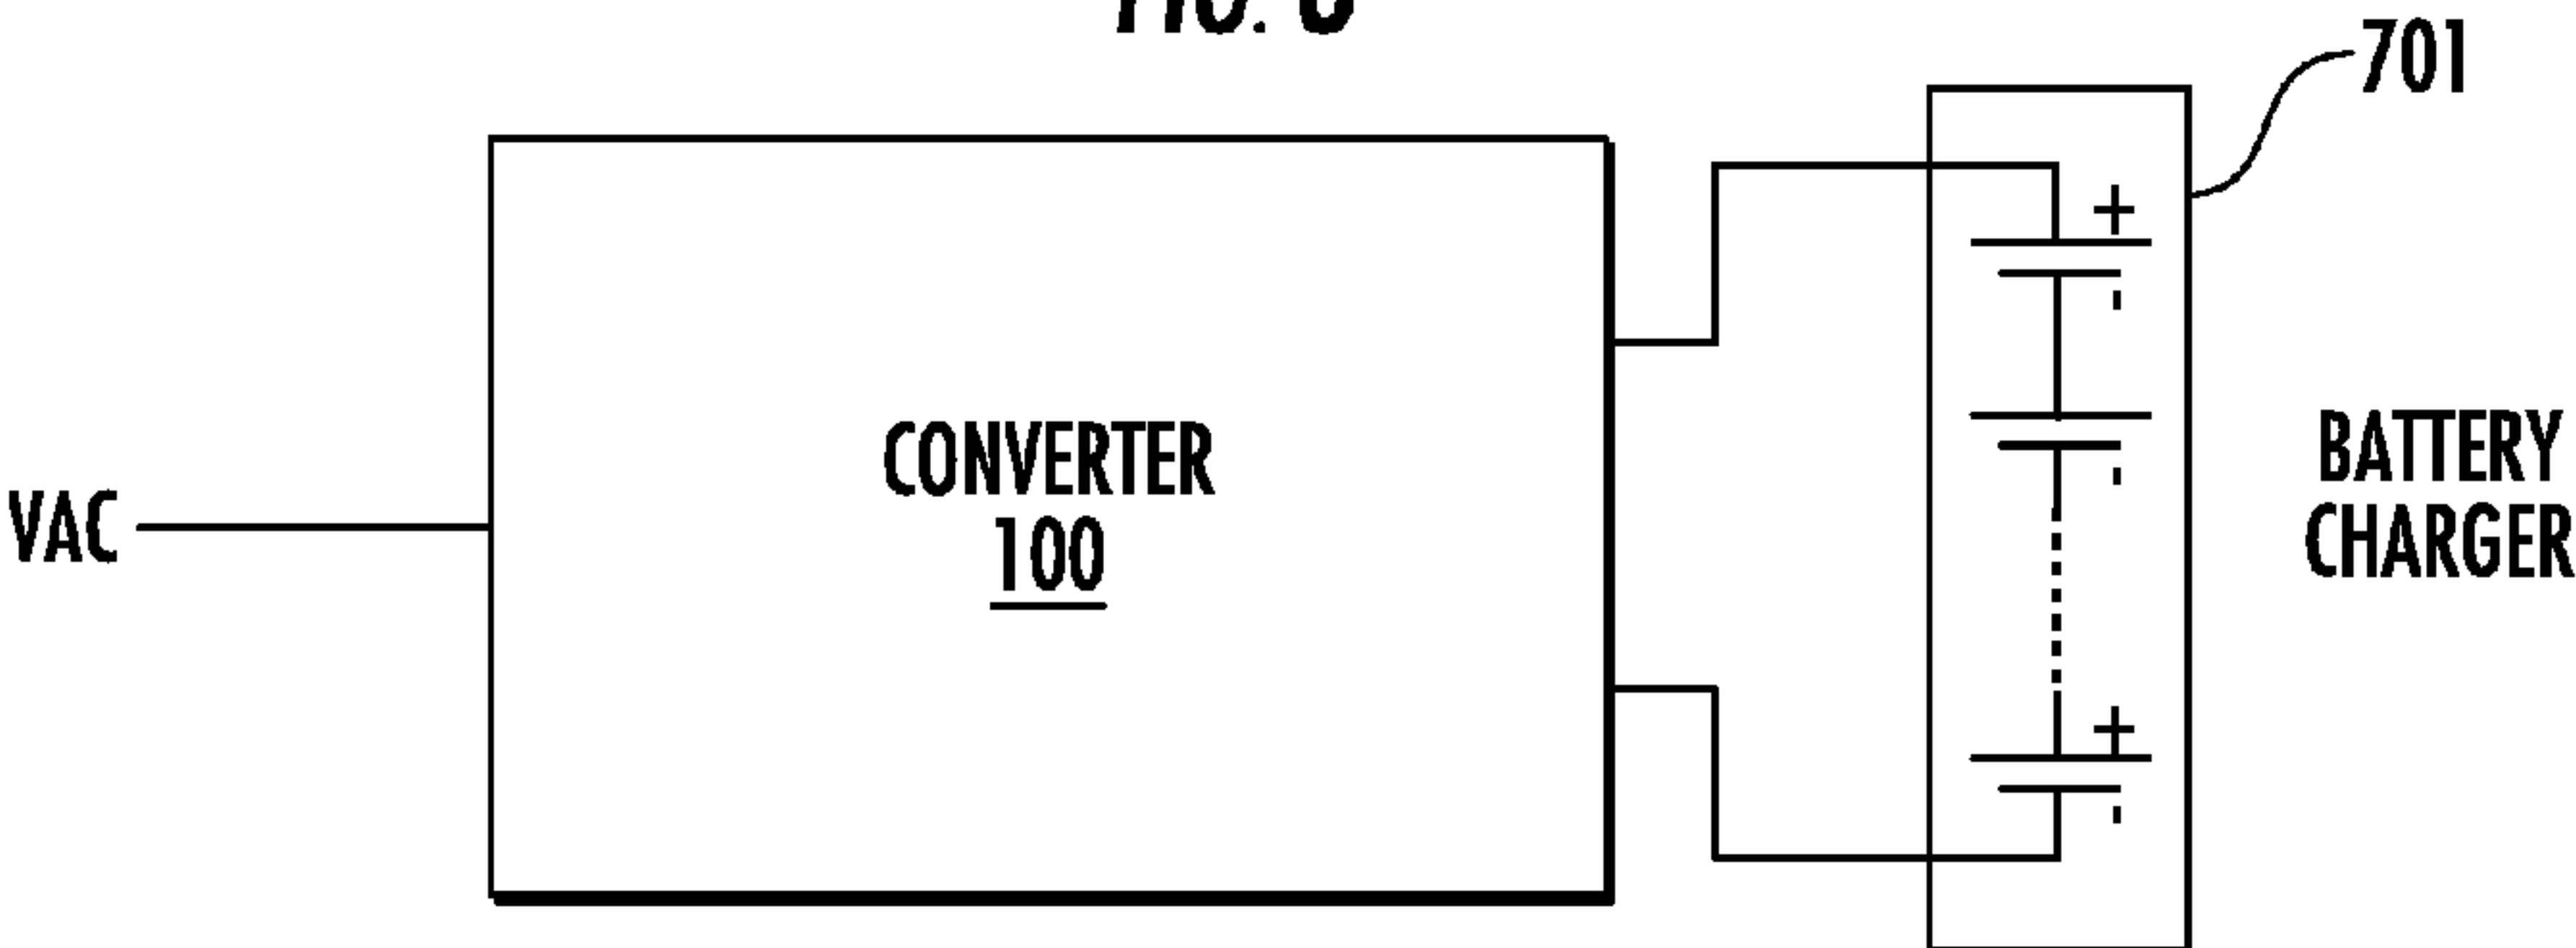 701
VAC
CONVERTER
100
BATTERY
CHARGER
+
-
-
+
-